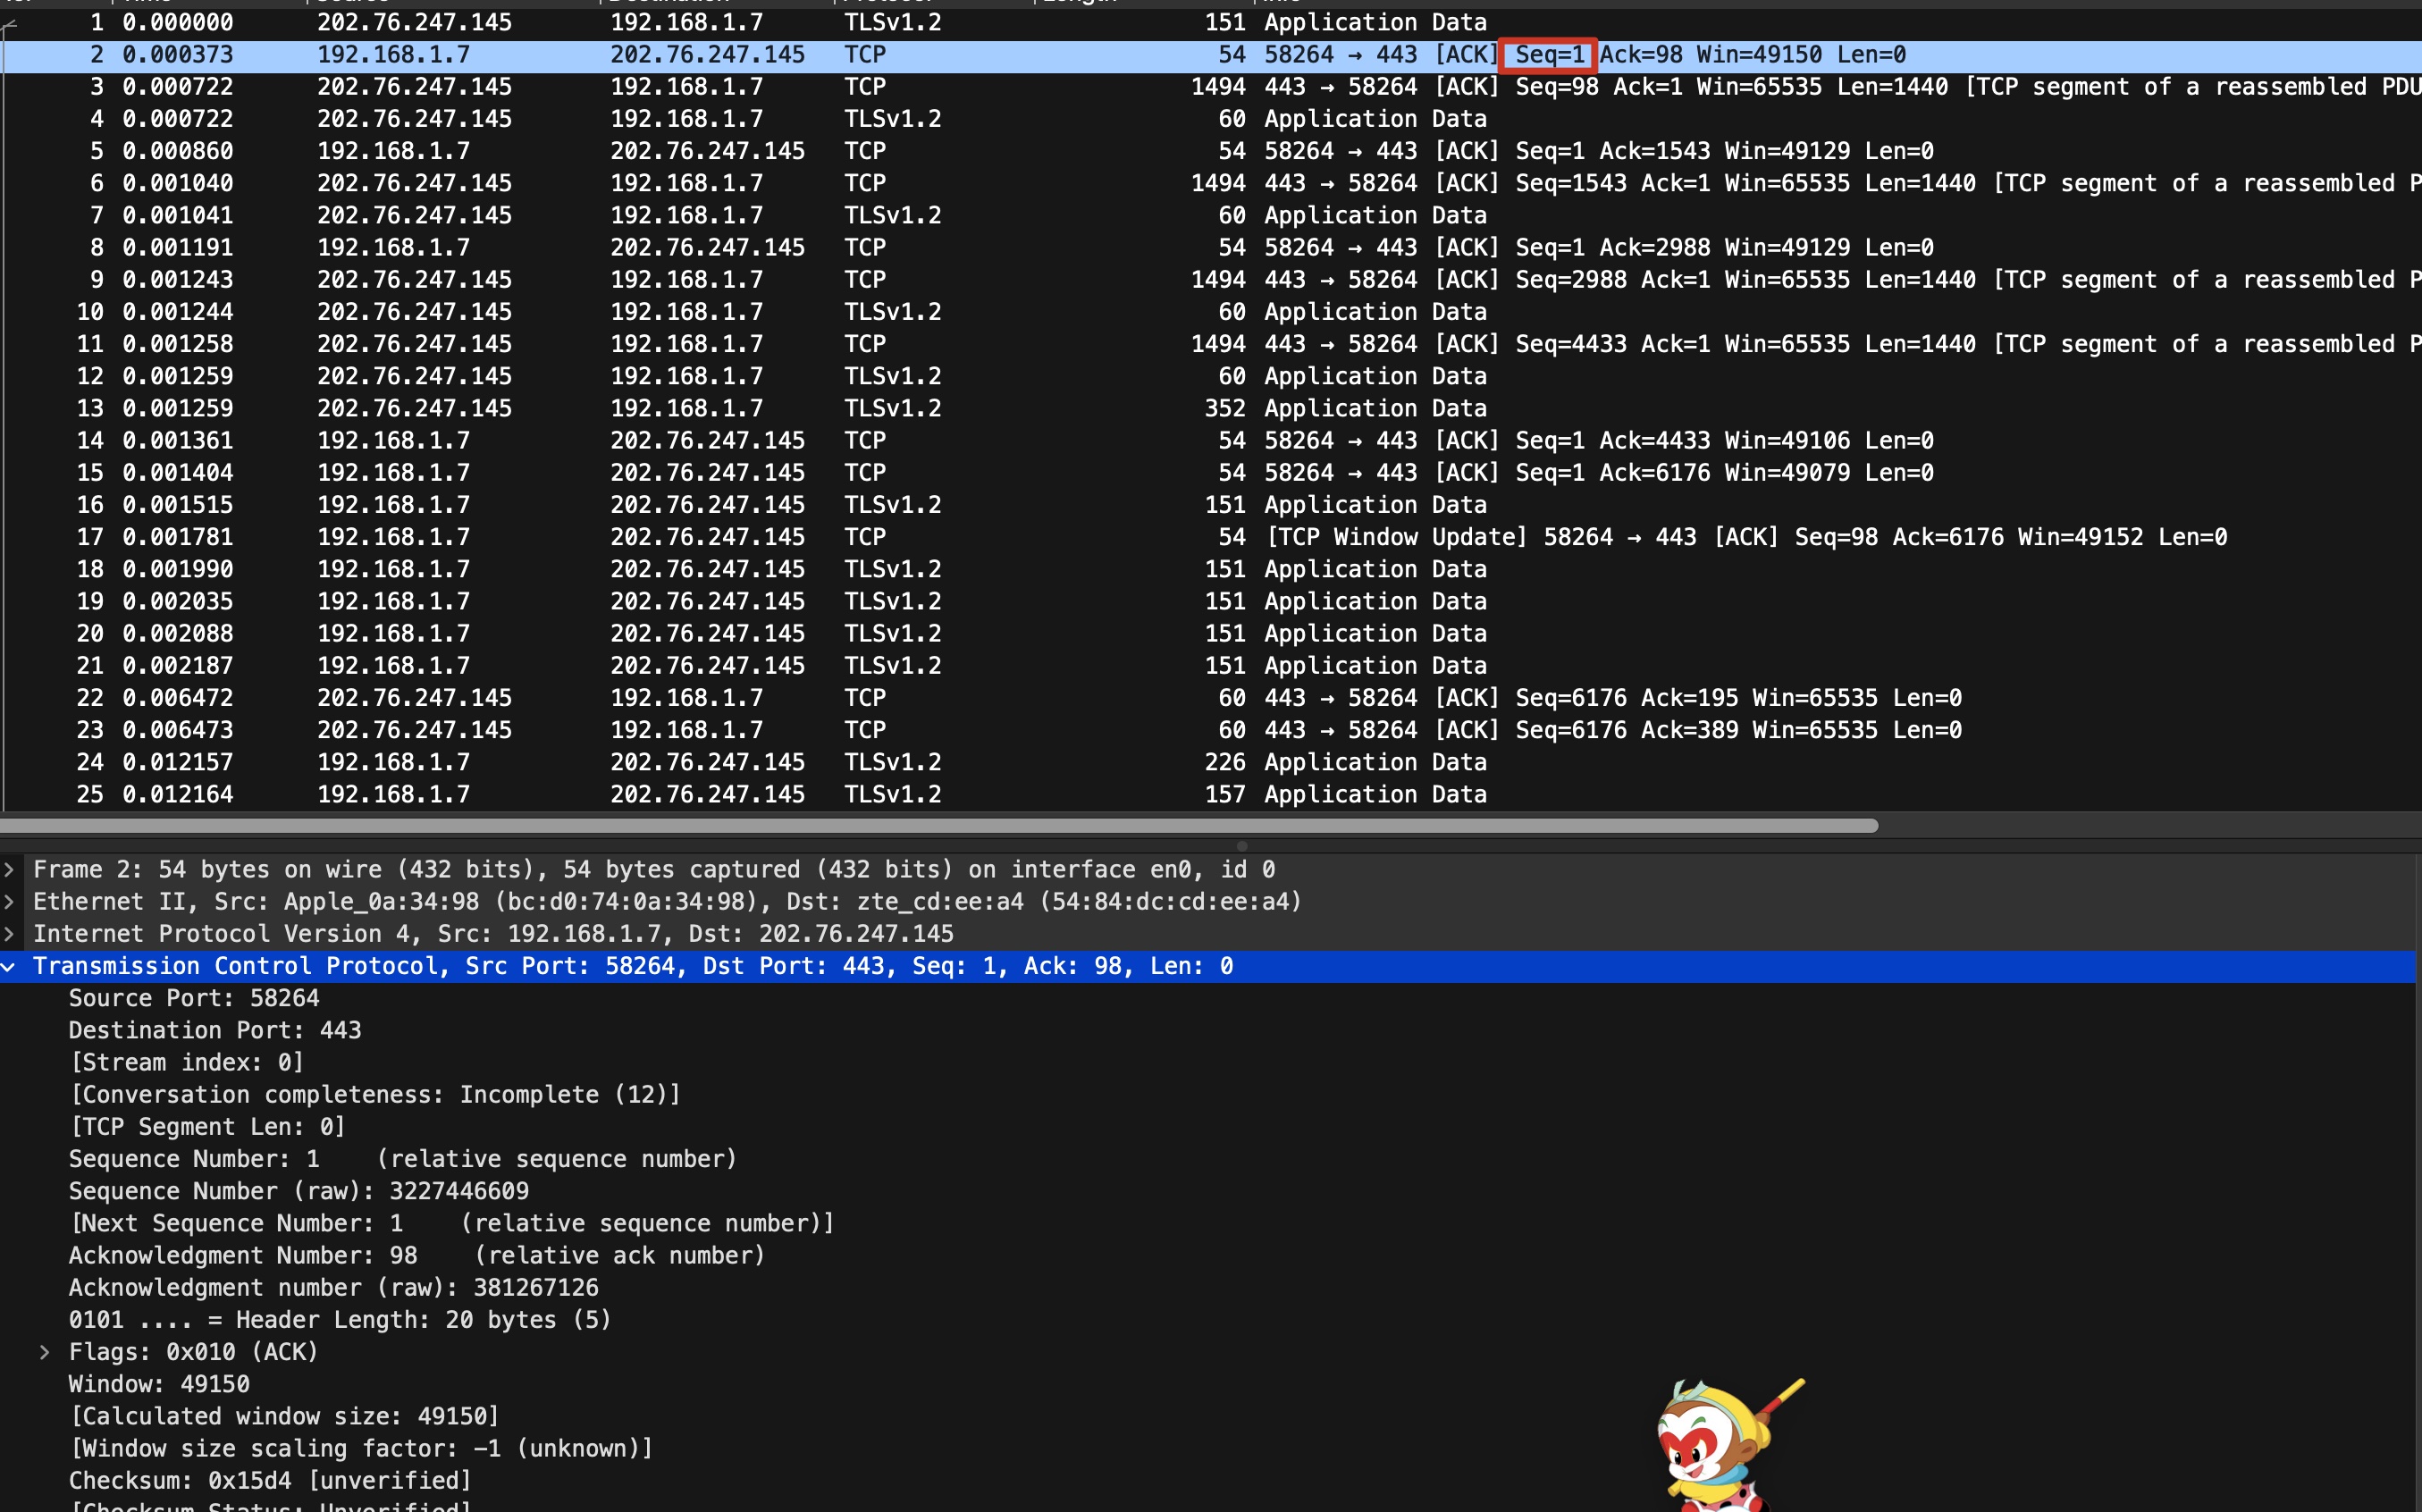 1 0.000000 202.76.247.145 192.168.1.7 TLSv1.2 151 Application Data
2 0.000373 192.168.1.7 202.76.247.145 TCP 54 58264 → 443 [ACK] Seq=1 Ack=98 Win=49150 Len=0
3 0.000722 202.76.247.145 192.168.1.7 TCP 1494 443 → 58264 [ACK] Seq=98 Ack=1 Win=65535 Len=1440 [TCP segment of a reassembled PDU
4 0.000722 202.76.247.145 192.168.1.7 TLSv1.2 60 Application Data
5 0.000860 192.168.1.7 202.76.247.145 TCP 54 58264 → 443 [ACK] Seq=1 Ack=1543 Win=49129 Len=0
6 0.001040 202.76.247.145 192.168.1.7 TCP 1494 443 → 58264 [ACK] Seq=1543 Ack=1 Win=65535 Len=1440 [TCP segment of a reassembled P
7 0.001041 202.76.247.145 192.168.1.7 TLSv1.2 60 Application Data
8 0.001191 192.168.1.7 202.76.247.145 TCP 54 58264 → 443 [ACK] Seq=1 Ack=2988 Win=49129 Len=0
9 0.001243 202.76.247.145 192.168.1.7 TCP 1494 443 → 58264 [ACK] Seq=2988 Ack=1 Win=65535 Len=1440 [TCP segment of a reassembled P
10 0.001244 202.76.247.145 192.168.1.7 TLSv1.2 60 Application Data
11 0.001258 202.76.247.145 192.168.1.7 TCP 1494 443 → 58264 [ACK] Seq=4433 Ack=1 Win=65535 Len=1440 [TCP segment of a reassembled P
12 0.001259 202.76.247.145 192.168.1.7 TLSv1.2 60 Application Data
13 0.001259 202.76.247.145 192.168.1.7 TLSv1.2 352 Application Data
14 0.001361 192.168.1.7 202.76.247.145 TCP 54 58264 → 443 [ACK] Seq=1 Ack=4433 Win=49106 Len=0
15 0.001404 192.168.1.7 202.76.247.145 TCP 54 58264 → 443 [ACK] Seq=1 Ack=6176 Win=49079 Len=0
16 0.001515 192.168.1.7 202.76.247.145 TLSv1.2 151 Application Data
17 0.001781 192.168.1.7 202.76.247.145 TCP 54 [TCP Window Update] 58264 → 443 [ACK] Seq=98 Ack=6176 Win=49152 Len=0
18 0.001990 192.168.1.7 202.76.247.145 TLSv1.2 151 Application Data
19 0.002035 192.168.1.7 202.76.247.145 TLSv1.2 151 Application Data
20 0.002088 192.168.1.7 202.76.247.145 TLSv1.2 151 Application Data
21 0.002187 192.168.1.7 202.76.247.145 TLSv1.2 151 Application Data
22 0.006472 202.76.247.145 192.168.1.7 TCP 60 443 → 58264 [ACK] Seq=6176 Ack=195 Win=65535 Len=0
23 0.006473 202.76.247.145 192.168.1.7 TCP 60 443 → 58264 [ACK] Seq=6176 Ack=389 Win=65535 Len=0
24 0.012157 192.168.1.7 202.76.247.145 TLSv1.2 226 Application Data
25 0.012164 192.168.1.7 202.76.247.145 TLSv1.2 157 Application Data
Frame 2: 54 bytes on wire (432 bits), 54 bytes captured (432 bits) on interface en0, id 0
Ethernet II, Src: Apple_0a:34:98 (bc:d0:74:0a:34:98), Dst: zte_cd:ee:a4 (54:84:dc:cd:ee:a4)
Internet Protocol Version 4, Src: 192.168.1.7, Dst: 202.76.247.145
Transmission Control Protocol, Src Port: 58264, Dst Port: 443, Seq: 1, Ack: 98, Len: 0
Source Port: 58264
Destination Port: 443
[Stream index: 0]
[Conversation completeness: Incomplete (12)]
[TCP Segment Len: 0]
Sequence Number: 1 (relative sequence number)
Sequence Number (raw): 3227446609
[Next Sequence Number: 1 (relative sequence number)]
Acknowledgment Number: 98 (relative ack number)
Acknowledgment number (raw): 381267126
0101 .... = Header Length: 20 bytes (5)
Flags: 0x010 (ACK)
Window: 49150
[Calculated window size: 49150]
[Window size scaling factor: -1 (unknown)]
Checksum: 0x15d4 [unverified]
[Checksum Status: Unverified]